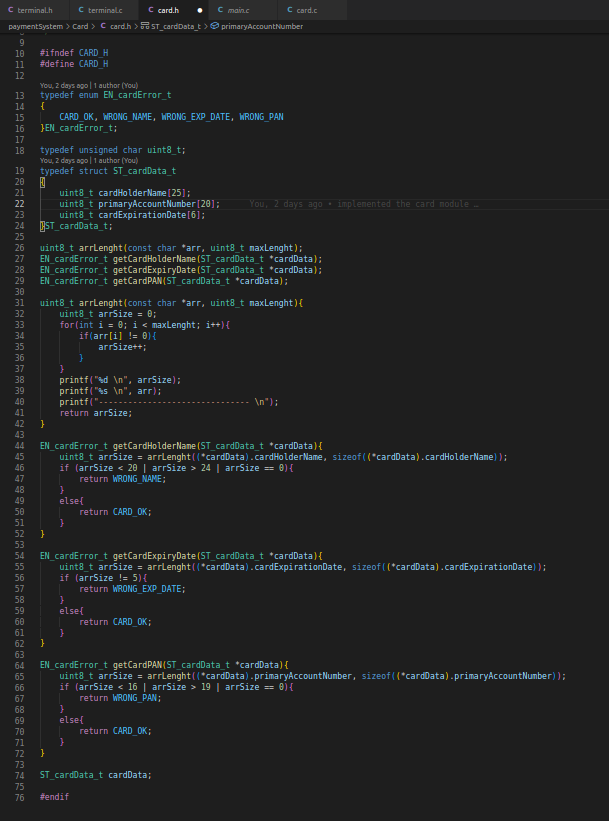 C terminal.h C terminal.c C card.h ● C main.c C card.c
paymentSystem > Card > C card.h > ST_cardData_t > primaryAccountNumber
9
10 #ifndef CARD_H
11 #define CARD_H
12
You, 2 days ago | 1 author (You)
13 typedef enum EN_cardError_t
14 {
15 CARD_OK, WRONG_NAME, WRONG_EXP_DATE, WRONG_PAN
16 }EN_cardError_t;
17
18 typedef unsigned char uint8_t;
You, 2 days ago | 1 author (You)
19 typedef struct ST_cardData_t
20 {
21 uint8_t cardHolderName[25];
22 uint8_t primaryAccountNumber[20]; You, 2 days ago • implemented the card module …
23 uint8_t cardExpirationDate[6];
24 }ST_cardData_t;
25
26 uint8_t arrLenght(const char *arr, uint8_t maxLenght);
27 EN_cardError_t getCardHolderName(ST_cardData_t *cardData);
28 EN_cardError_t getCardExpiryDate(ST_cardData_t *cardData);
29 EN_cardError_t getCardPAN(ST_cardData_t *cardData);
30
31 uint8_t arrLenght(const char *arr, uint8_t maxLenght){
32 uint8_t arrSize = 0;
33 for(int i = 0; i < maxLenght; i++){
34 if(arr[i] != 0){
35 arrSize++;
36 }
37 }
38 printf("%d \n", arrSize);
39 printf("%s \n", arr);
40 printf("------------------------------- \n");
41 return arrSize;
42 }
43
44 EN_cardError_t getCardHolderName(ST_cardData_t *cardData){
45 uint8_t arrSize = arrLenght((*cardData).cardHolderName, sizeof((*cardData).cardHolderName));
46 if (arrSize < 20 | arrSize > 24 | arrSize == 0){
47 return WRONG_NAME;
48 }
49 else{
50 return CARD_OK;
51 }
52 }
53
54 EN_cardError_t getCardExpiryDate(ST_cardData_t *cardData){
55 uint8_t arrSize = arrLenght((*cardData).cardExpirationDate, sizeof((*cardData).cardExpirationDate));
56 if (arrSize != 5){
57 return WRONG_EXP_DATE;
58 }
59 else{
60 return CARD_OK;
61 }
62 }
63
64 EN_cardError_t getCardPAN(ST_cardData_t *cardData){
65 uint8_t arrSize = arrLenght((*cardData).primaryAccountNumber, sizeof((*cardData).primaryAccountNumber));
66 if (arrSize < 16 | arrSize > 19 | arrSize == 0){
67 return WRONG_PAN;
68 }
69 else{
70 return CARD_OK;
71 }
72 }
73
74 ST_cardData_t cardData;
75
76 #endif